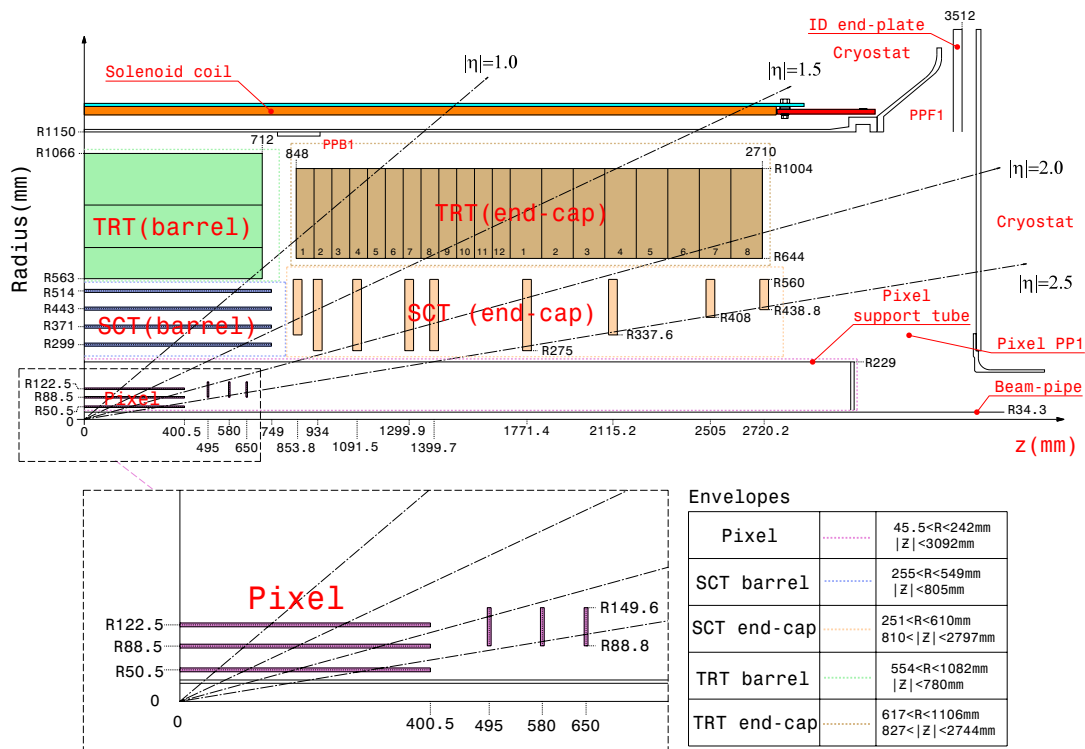 3512
ID end-plate
Cryostat
Solenoid coil
|η|=1.0
|η|=1.5
PPF1
Radius(mm)
R1150
712
PPB1
R1066
848
2710
R1004
|η|=2.0
TRT(barrel)
TRT(end-cap)
Cryostat
1 2 3 4 5 6 7 8 9 10 11 12 1 2 3 4 5 6 7 8
R644
R563
R560
|η|=2.5
R514
R443
R371
R299
SCT(barrel)
SCT (end-cap)
R438.8
R408
R337.6
R275
Pixel
support tube
Pixel PP1
R229
R122.5
R88.5
R50.5
0
Pixel
Beam-pipe
R34.3
0
400.5
580
749
934
1299.9
1771.4
2115.2
2505
2720.2
495
650
853.8
1091.5
1399.7
z(mm)
Pixel
R149.6
R122.5
R88.5
R88.8
R50.5
0
0
400.5
495
580
650
Envelopes
Pixel
45.5<R<242mm
|Z|<3092mm
SCT barrel
255<R<549mm
|Z|<805mm
SCT end-cap
251<R<610mm
810<|Z|<2797mm
TRT barrel
554<R<1082mm
|Z|<780mm
TRT end-cap
617<R<1106mm
827<|Z|<2744mm